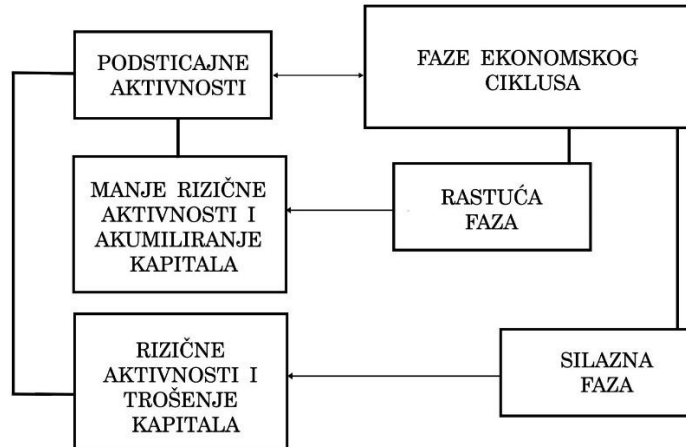 PODSTICAJNE
AKTIVNOSTI
FAZE EKONOMSKOG
CIKLUSA
MANJE RIZIČNE
AKTIVNOSTI I
AKUMILIRANJE
KAPITALA
RASTUĆA
FAZA
RIZIČNE
AKTIVNOSTI I
TROŠENJE
KAPITALA
SILAZNA
FAZA